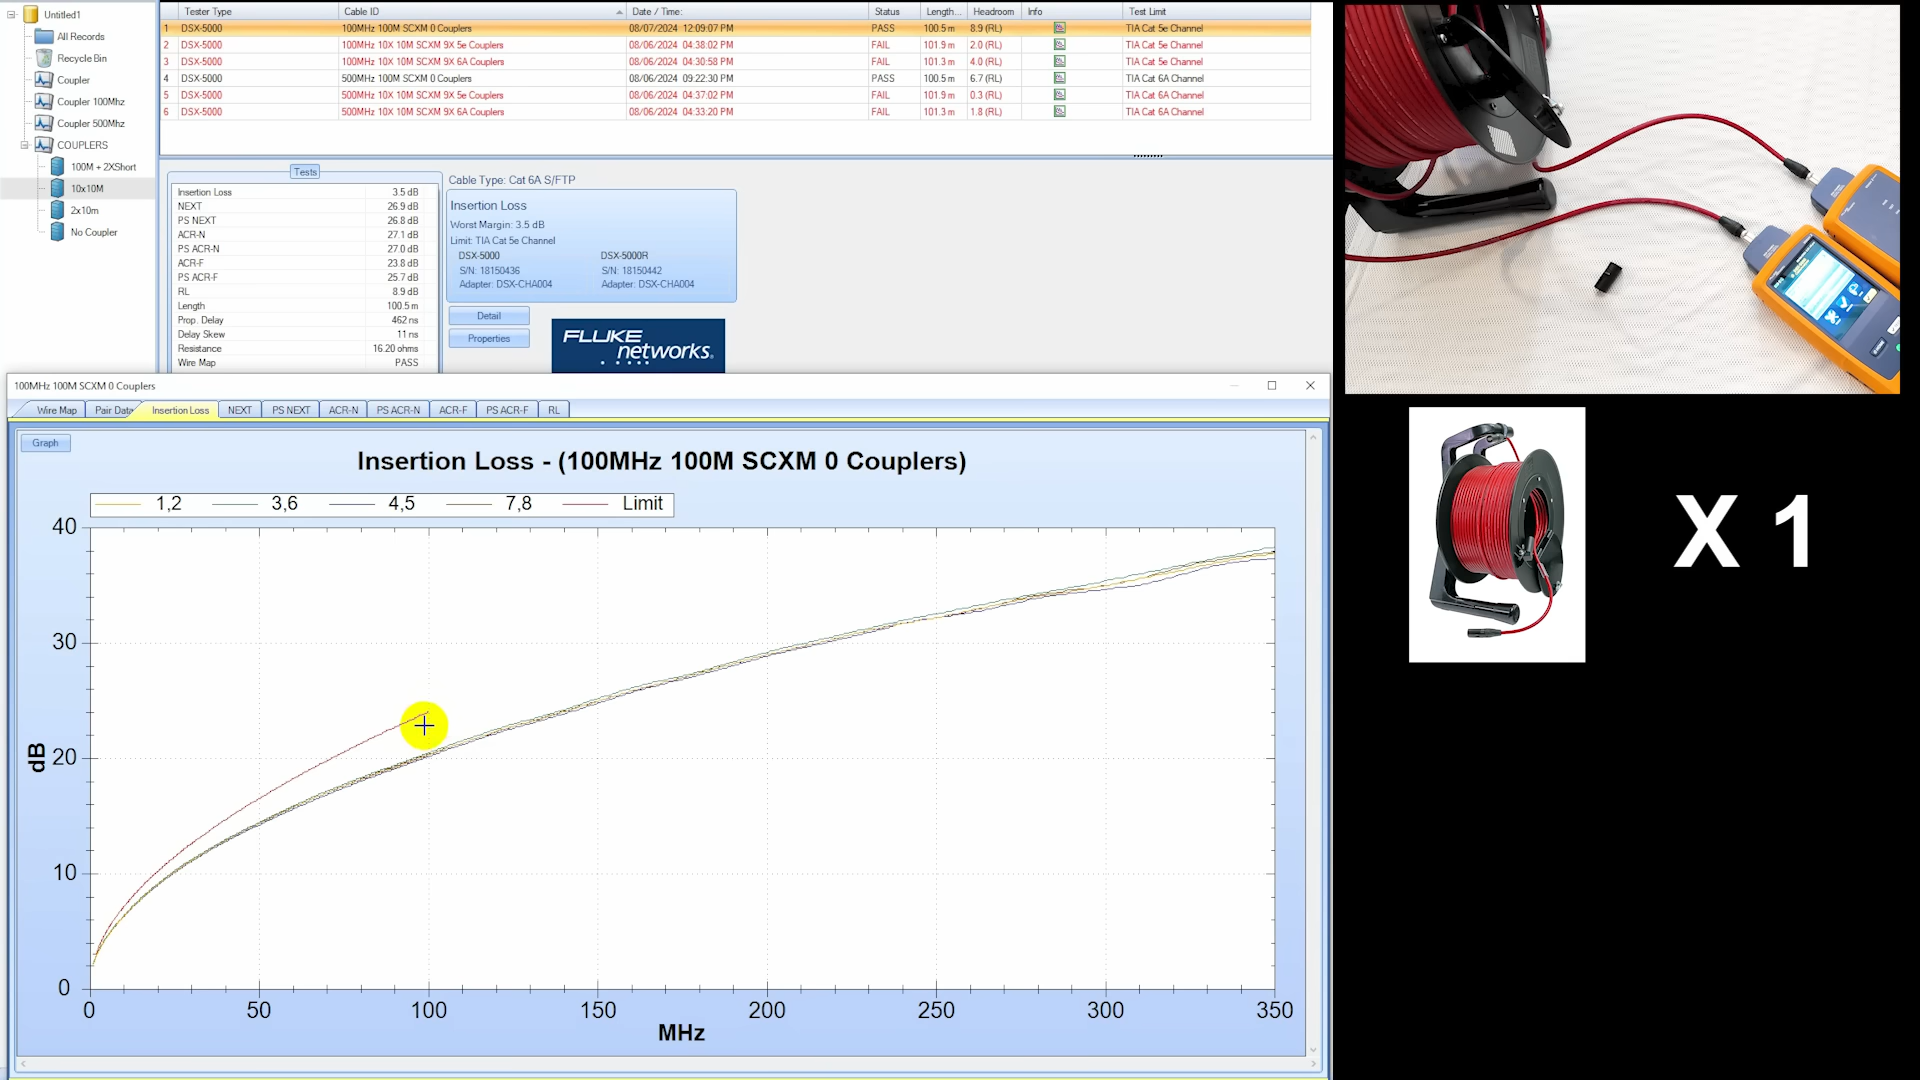 Untitled1
All Records
Recycle Bin
Coupler
Coupler 100Mhz
Coupler 500Mhz
COUPLERS
100M + 2XShort
10x10M
2x10m
No Coupler
Tester Type Cable ID Date / Time: Status Length... Headroom Info Test Limit
1 DSX-5000 100MHz 100M SCXM 0 Couplers 08/07/2024 12:09:07 PM PASS 100.5 m 8.9 (RL) TIA Cat 5e Channel
2 DSX-5000 100MHz 10X 10M SCXM 9X 5e Couplers 08/06/2024 04:38:02 PM FAIL 101.9 m 2.0 (RL) TIA Cat 5e Channel
3 DSX-5000 100MHz 10X 10M SCXM 9X 6A Couplers 08/06/2024 04:30:58 PM FAIL 101.3 m 4.0 (RL) TIA Cat 5e Channel
4 DSX-5000 500MHz 100M SCXM 0 Couplers 08/06/2024 09:22:30 PM PASS 100.5 m 6.7 (RL) TIA Cat 6A Channel
5 DSX-5000 500MHz 10X 10M SCXM 9X 5e Couplers 08/06/2024 04:37:02 PM FAIL 101.9 m 0.3 (RL) TIA Cat 6A Channel
6 DSX-5000 500MHz 10X 10M SCXM 9X 6A Couplers 08/06/2024 04:33:20 PM FAIL 101.3 m 1.8 (RL) TIA Cat 6A Channel
Tests
Insertion Loss 3.5 dB
NEXT 26.9 dB
PS NEXT 26.8 dB
ACR-N 27.1 dB
PS ACR-N 27.0 dB
ACR-F 23.8 dB
PS ACR-F 25.7 dB
RL 8.9 dB
Length 100.5 m
Prop. Delay 462 ns
Delay Skew 11 ns
Resistance 16.20 ohms
Wire Map PASS
Cable Type: Cat 6A S/FTP
Insertion Loss
Worst Margin: 3.5 dB
Limit: TIA Cat 5e Channel
DSX-5000 DSX-5000R
S/N: 18150436 S/N: 18150442
Adapter: DSX-CHA004 Adapter: DSX-CHA004
Detail
Properties
FLUKE
networks.
100MHz 100M SCXM 0 Couplers
Wire Map Pair Data Insertion Loss NEXT PS NEXT ACR-N PS ACR-N ACR-F PS ACR-F RL
Graph
Insertion Loss - (100MHz 100M SCXM 0 Couplers)
1,2 3,6 4,5 7,8 Limit
40
30
20
10
0
dB
0 50 100 150 200 250 300 350
MHz
X 1